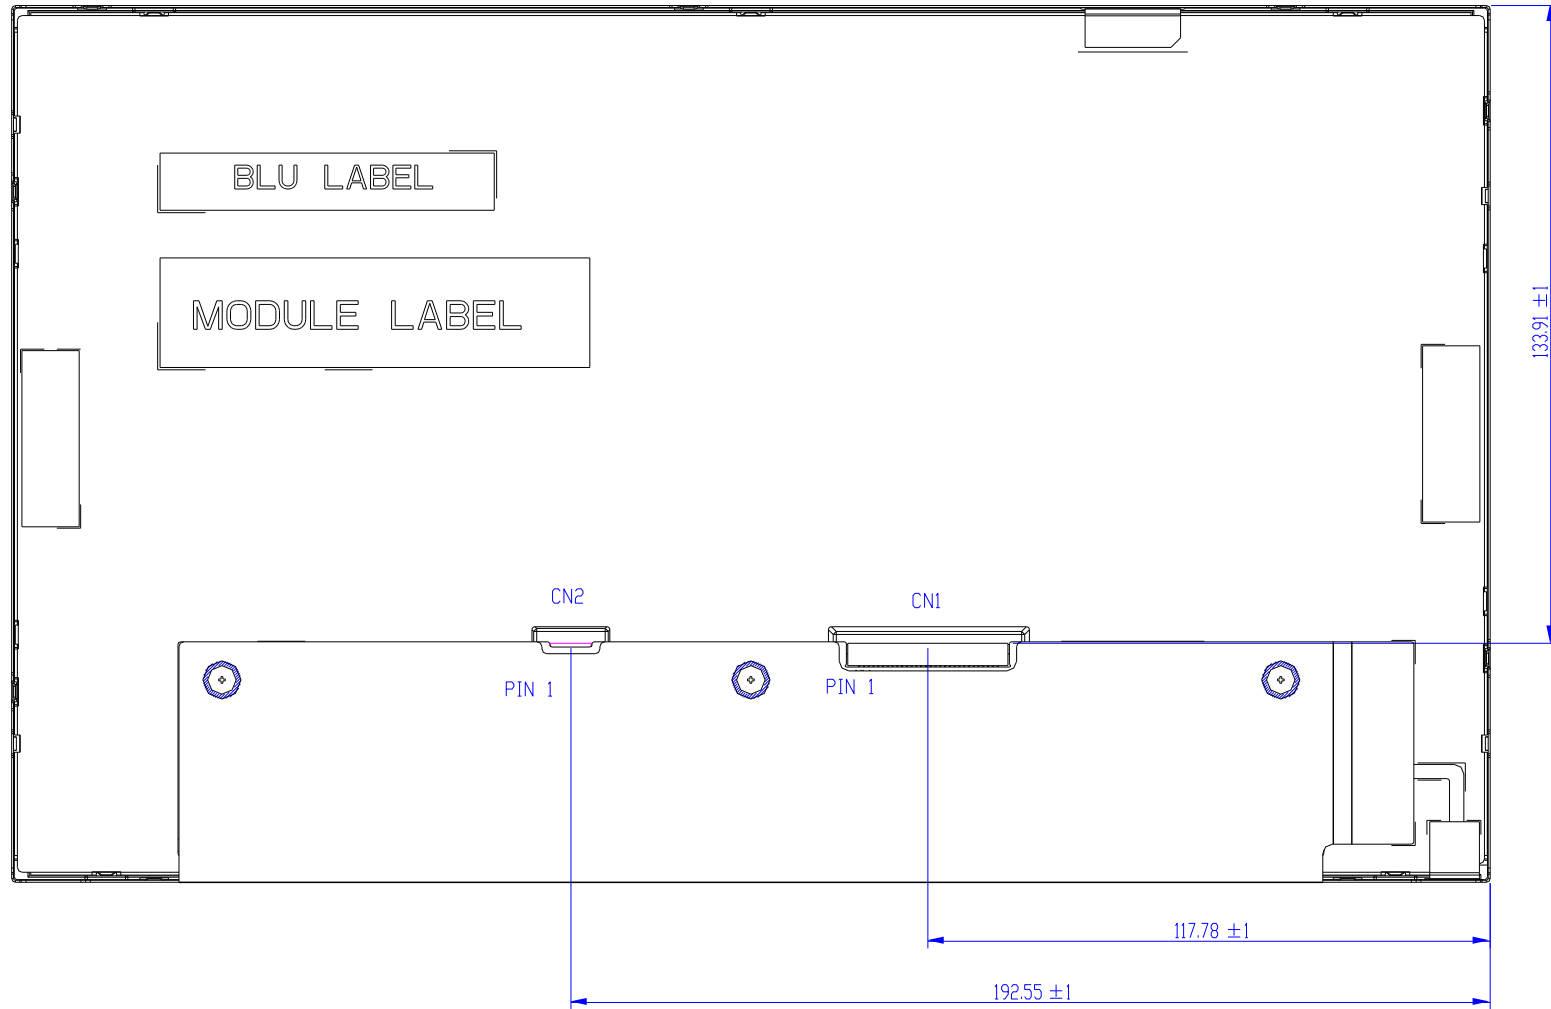 BLU LABEL
MODULE LABEL
133.91 ±1
CN2
CN1
PIN 1
PIN 1
117.78 ±1
192.55 ±1